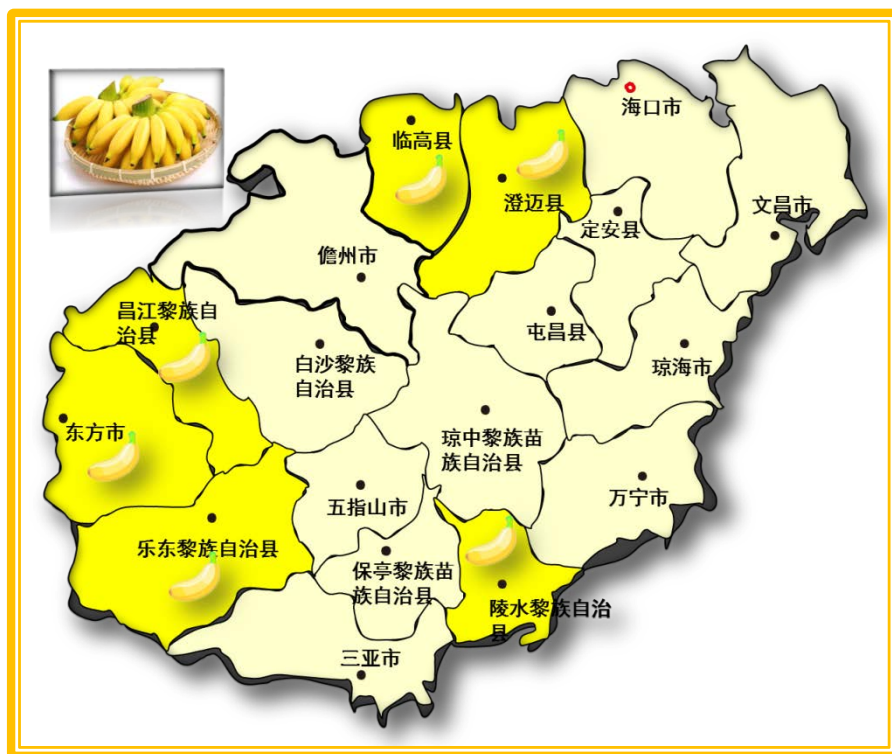 海口市
临高县
澄迈县
文昌市
定安县
儋州市
昌江黎族自
治县
屯昌县
白沙黎族
自治县
琼海市
东方市
琼中黎族苗
族自治县
万宁市
五指山市
乐东黎族自治县
保亭黎族苗
族自治县
陵水黎族自治
县
三亚市